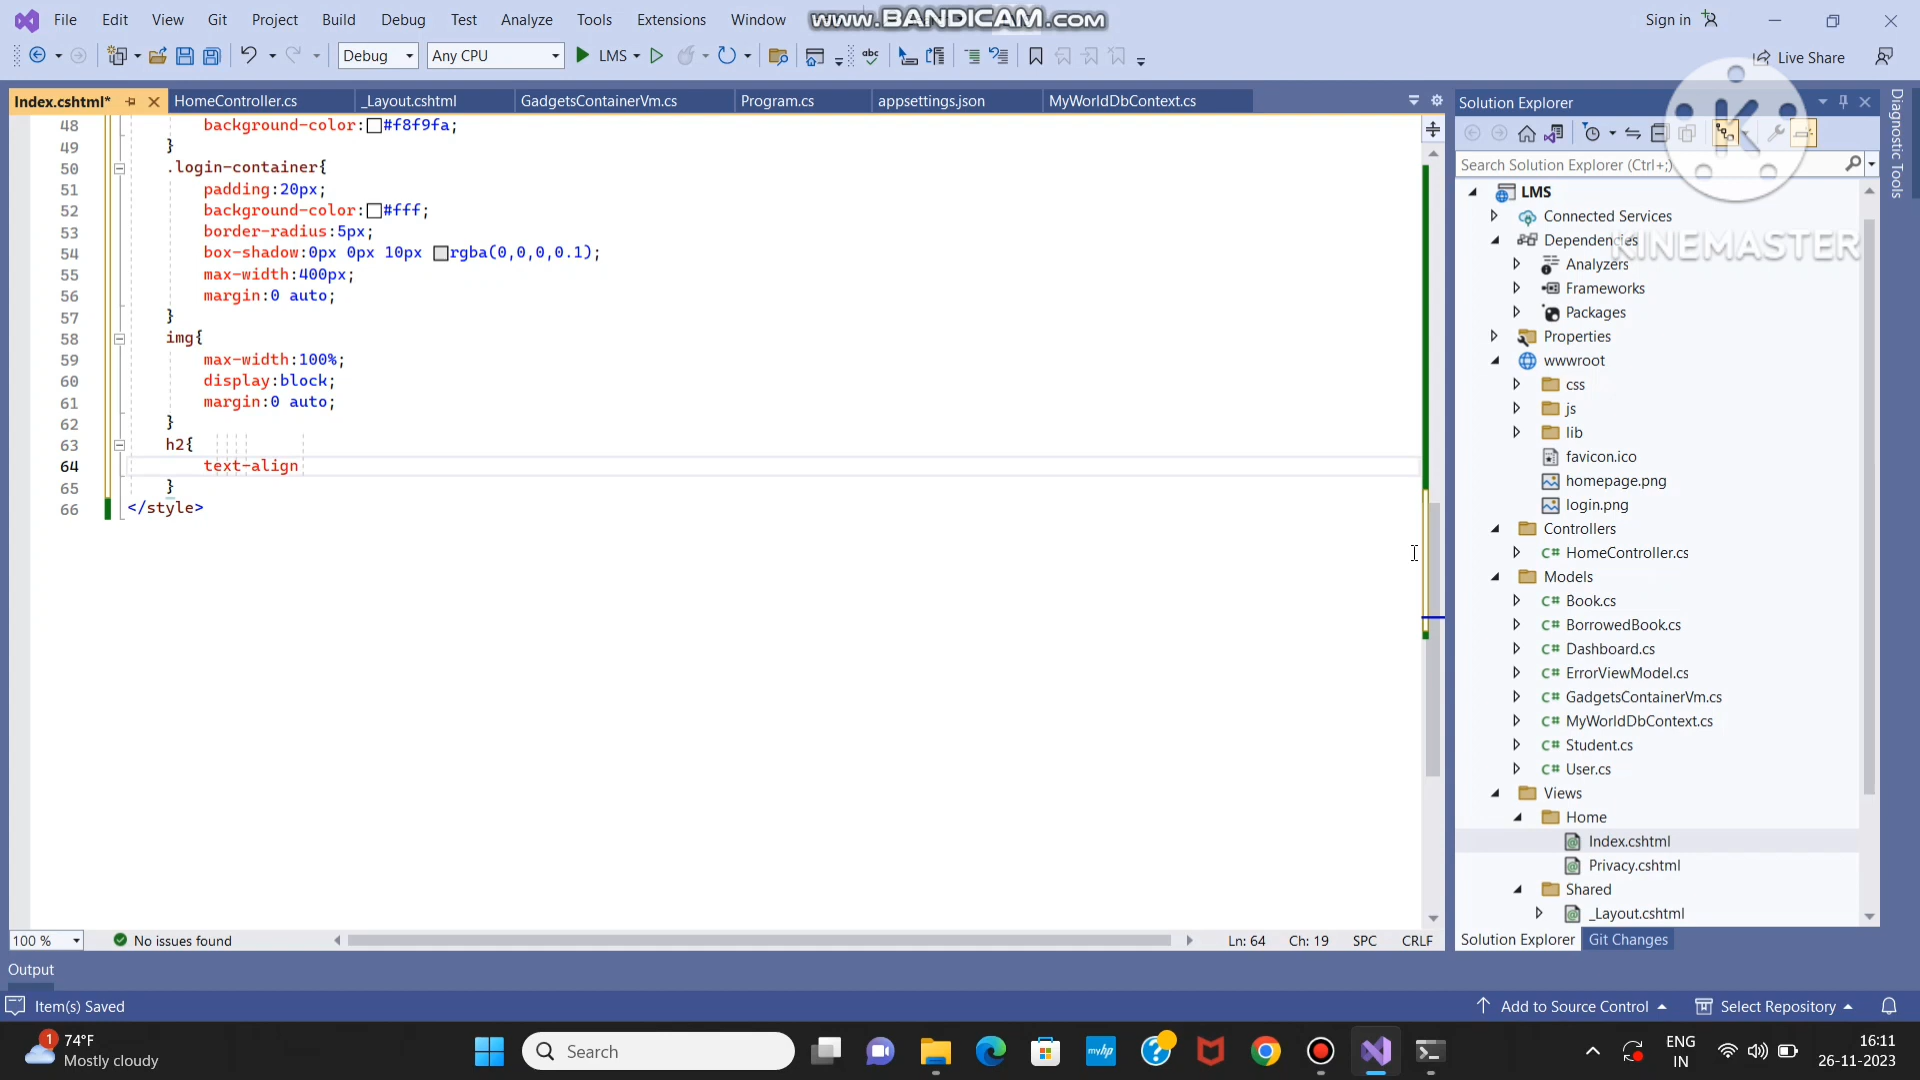 File Edit View Git Project Build Debug Test Analyze Tools Extensions Window
www.BANDICAM.com
Sign in
Debug Any CPU LMS Live Share
Index.cshtml* HomeController.cs _Layout.cshtml GadgetsContainerVm.cs Program.cs appsettings.json MyWorldDbContext.cs
48 background-color:#f8f9fa;
49 }
50 .login-container{
51 padding:20px;
52 background-color:#fff;
53 border-radius:5px;
54 box-shadow:0px 0px 10px rgba(0,0,0,0.1);
55 max-width:400px;
56 margin:0 auto;
57 }
58 img{
59 max-width:100%;
60 display:block;
61 margin:0 auto;
62 }
63 h2{
64 text-align
65 }
66 </style>
100 % No issues found Ln: 64 Ch: 19 SPC CRLF
Output
Item(s) Saved
Solution Explorer
Search Solution Explorer (Ctrl+;)
LMS
Connected Services
Dependencies
KINEMASTER
Analyzers
Frameworks
Packages
Properties
wwwroot
css
js
lib
favicon.ico
homepage.png
login.png
Controllers
C# HomeController.cs
Models
C# Book.cs
C# BorrowedBook.cs
C# Dashboard.cs
C# ErrorViewModel.cs
C# GadgetsContainerVm.cs
C# MyWorldDbContext.cs
C# Student.cs
C# User.cs
Views
Home
Index.cshtml
Privacy.cshtml
Shared
_Layout.cshtml
Solution Explorer Git Changes
Diagnostic Tools
Add to Source Control Select Repository
1 74°F
Mostly cloudy
Search
myhp
ENG
IN
16:11
26-11-2023